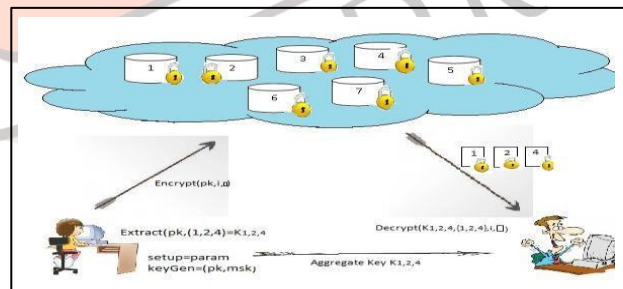 1
2
3
4
5
6
7
1 2 4
Encrypt(pk,i,
Extract(pk,(1,2,4)=K1,2,4
Decrypt(K1,2,4,(1,2,4),i,□)
setup=param
keyGen=(pk,msk)
Aggregate Key K1,2,4